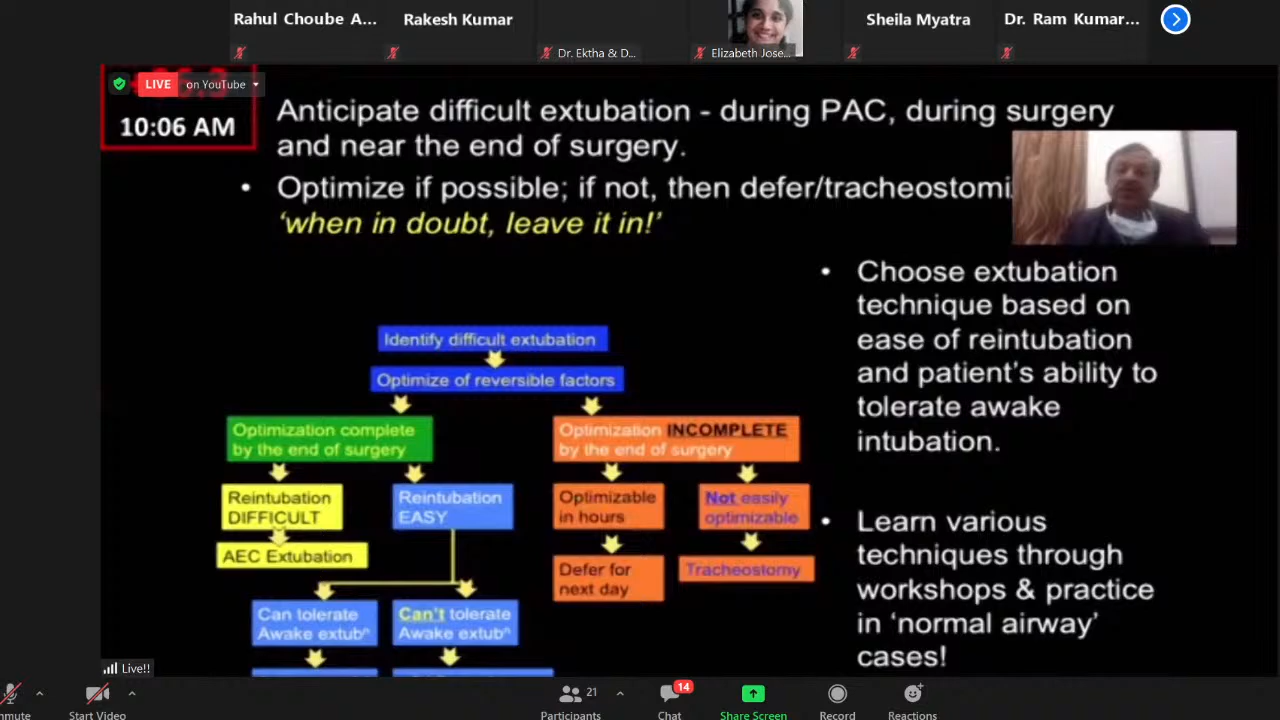 Rahul Choube A...
Rakesh Kumar
Sheila Myatra
Dr. Ram Kumar...
Dr. Ektha & D...
Elizabeth Jose...
LIVE
on YouTube
10:06 AM
Anticipate difficult extubation - during PAC, during surgery
and near the end of surgery.
• Optimize if possible; if not, then defer/tracheostomi
‘when in doubt, leave it in!’
Identify difficult extubation
Optimize of reversible factors
Optimization complete
by the end of surgery
Optimization INCOMPLETE
by the end of surgery
Reintubation
DIFFICULT
Reintubation
EASY
Optimizable
in hours
Not easily
optimizable
AEC Extubation
Defer for
next day
Tracheostomy
Can tolerate
Awake extubⁿ
Can't tolerate
Awake extubⁿ
• Choose extubation
technique based on
ease of reintubation
and patient’s ability to
tolerate awake
intubation.
• Learn various
techniques through
workshops & practice
in ‘normal airway’
cases!
Live!!
nmute
Start Video
21
Participants
14
Chat
Share Screen
Record
Reactions